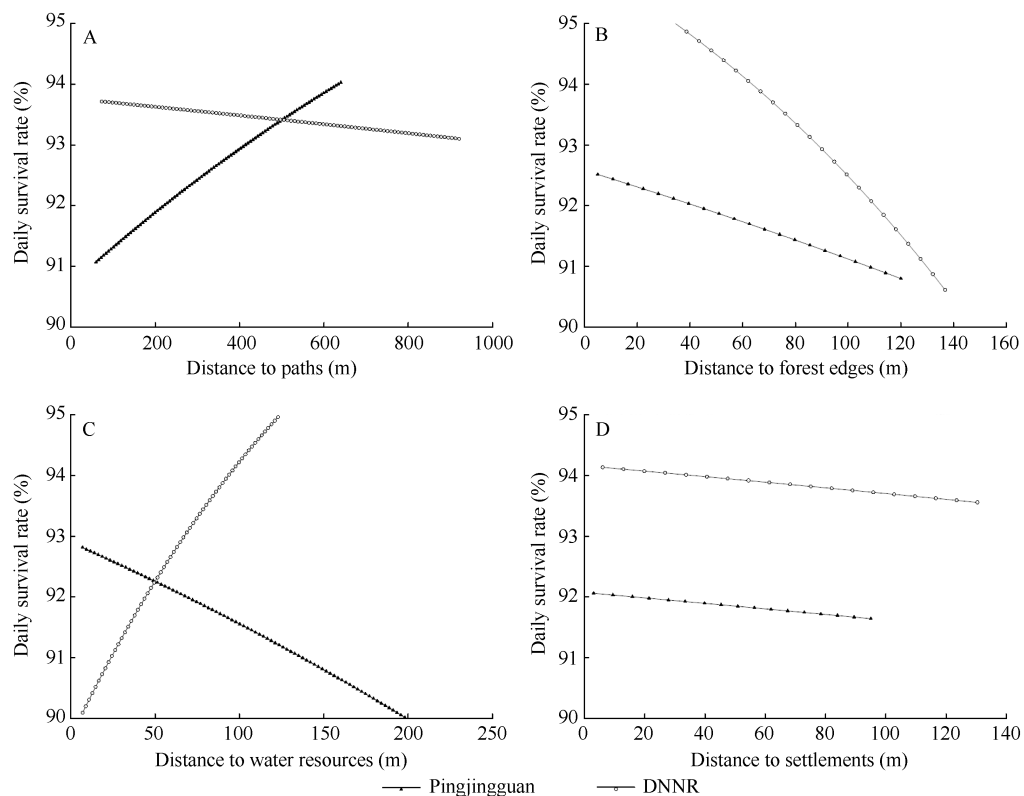 A
Daily survival rate (%)
95
94
93
92
91
90
0 200 400 600 800 1000
Distance to paths (m)
B
Daily survival rate (%)
95
94
93
92
91
90
0 20 40 60 80 100 120 140 160
Distance to forest edges (m)
C
Daily survival rate (%)
95
94
93
92
91
90
0 50 100 150 200 250
Distance to water resources (m)
D
Daily survival rate (%)
95
94
93
92
91
90
0 20 40 60 80 100 120 140
Distance to settlements (m)
Pingjingguan DNNR